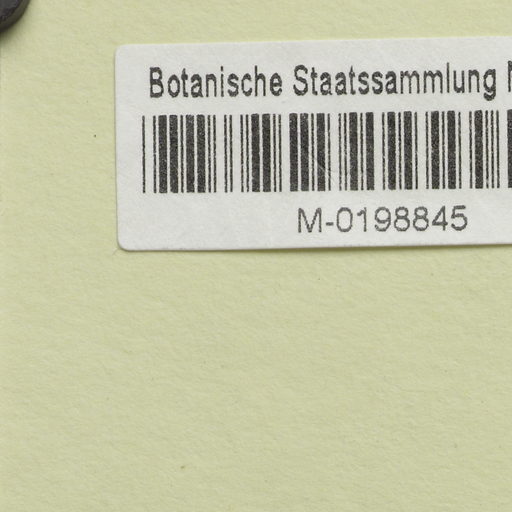 Botanische Staatssammlung
M-0198845